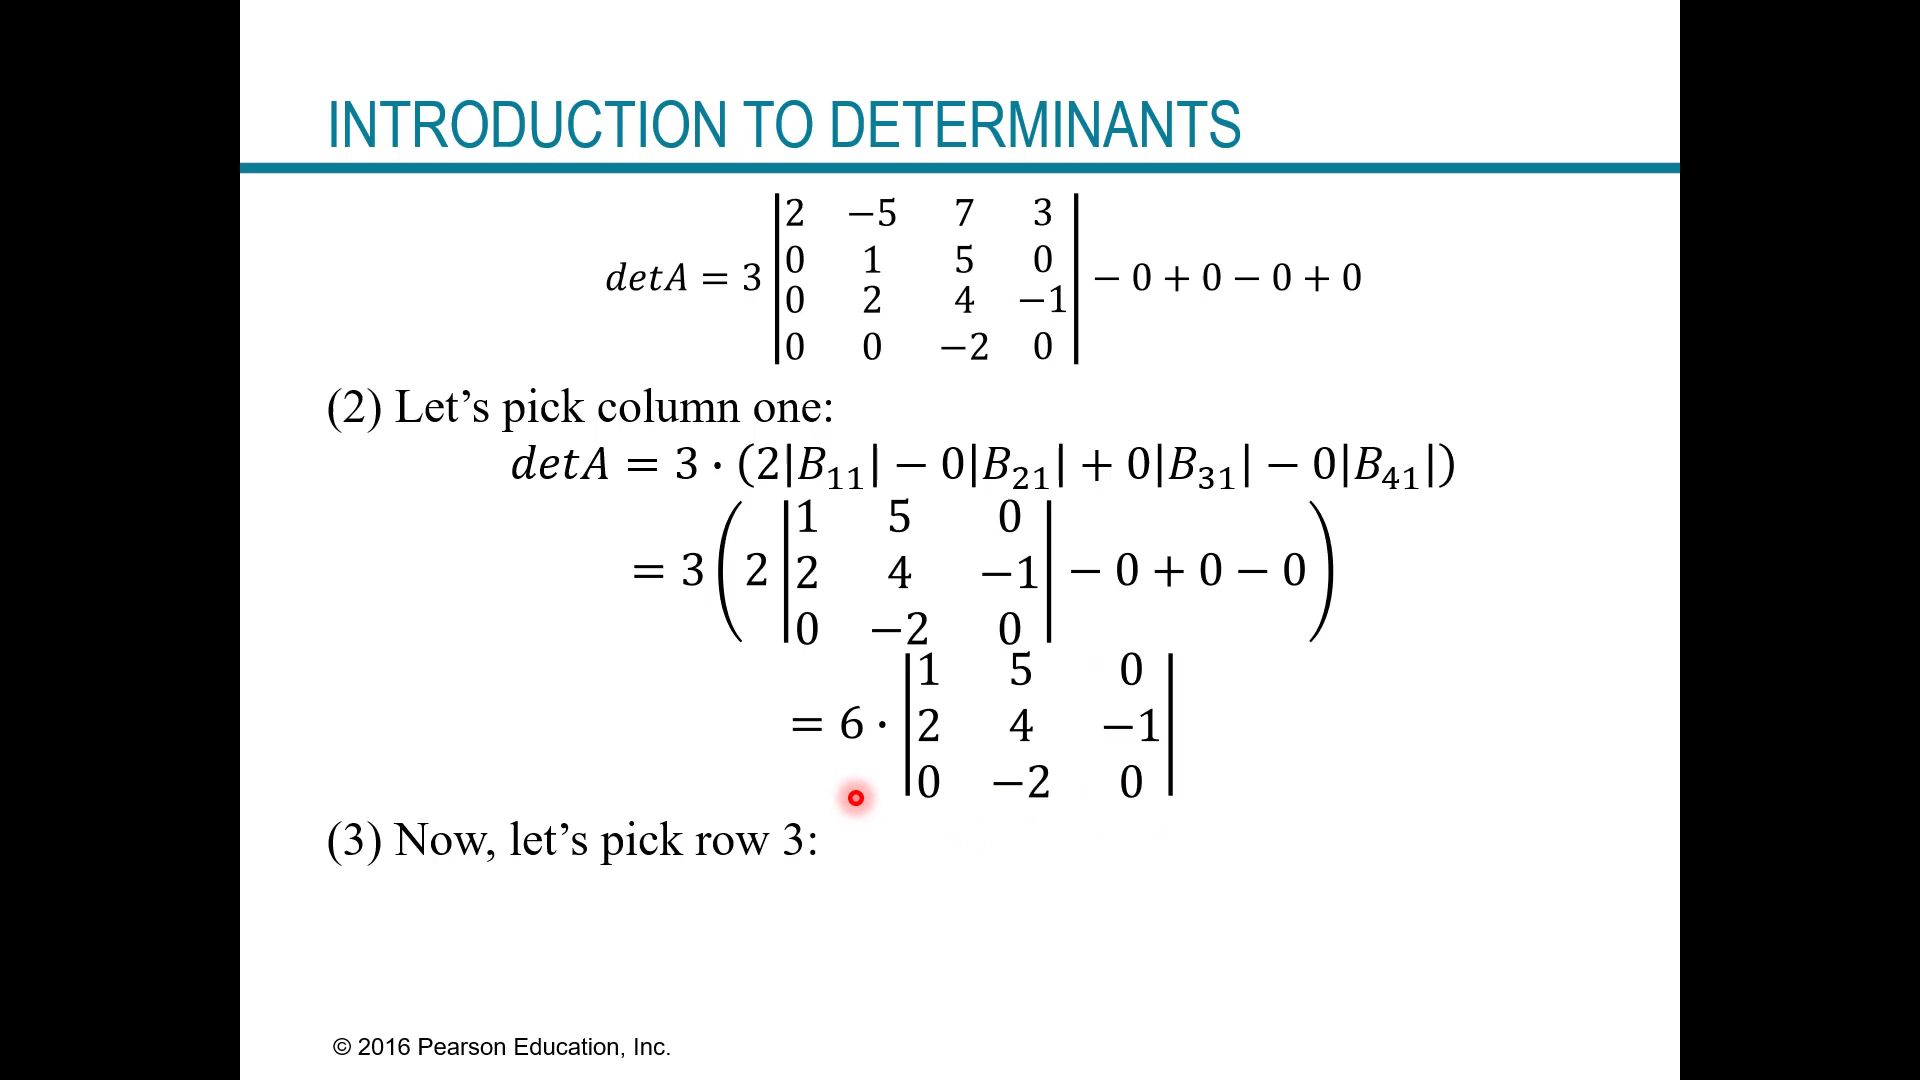 INTRODUCTION TO DETERMINANTS
detA = 3 |2 −5 7 3
0 1 5 0
0 2 4 −1
0 0 −2 0| − 0 + 0 − 0 + 0
(2) Let’s pick column one:
detA = 3 · (2|B₁₁| − 0|B₂₁| + 0|B₃₁| − 0|B₄₁|)
= 3(2 |1 5 0
2 4 −1
0 −2 0| − 0 + 0 − 0)
= 6 · |1 5 0
2 4 −1
0 −2 0|
(3) Now, let’s pick row 3:
© 2016 Pearson Education, Inc.